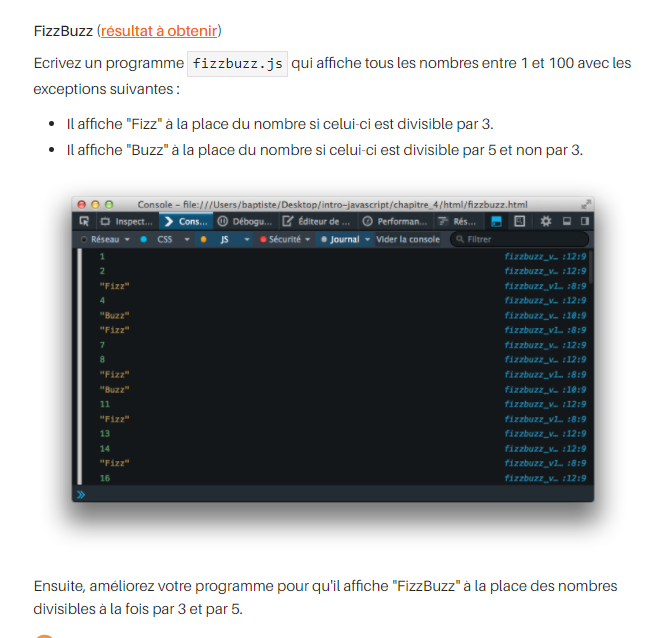 FizzBuzz (résultat à obtenir)
Ecrivez un programme fizzbuzz.js qui affiche tous les nombres entre 1 et 100 avec les
exceptions suivantes :
• Il affiche "Fizz" à la place du nombre si celui-ci est divisible par 3.
• Il affiche "Buzz" à la place du nombre si celui-ci est divisible par 5 et non par 3.
Console – file:///Users/baptiste/Desktop/intro-javascript/chapitre_4/html/fizzbuzz.html
Inspect... Cons... Débogu... Éditeur de ... Performan... Rés...
Réseau CSS JS Sécurité Journal Vider la console Filtrer
1 fizzbuzz_v… :12:9
2 fizzbuzz_v… :12:9
"Fizz" fizzbuzz_v1… :8:9
4 fizzbuzz_v… :12:9
"Buzz" fizzbuzz_v… :10:9
"Fizz" fizzbuzz_v1… :8:9
7 fizzbuzz_v… :12:9
8 fizzbuzz_v… :12:9
"Fizz" fizzbuzz_v1… :8:9
"Buzz" fizzbuzz_v… :10:9
11 fizzbuzz_v… :12:9
"Fizz" fizzbuzz_v1… :8:9
13 fizzbuzz_v… :12:9
14 fizzbuzz_v… :12:9
"Fizz" fizzbuzz_v1… :8:9
16 fizzbuzz_v… :12:9
Ensuite, améliorez votre programme pour qu'il affiche "FizzBuzz" à la place des nombres
divisibles à la fois par 3 et par 5.